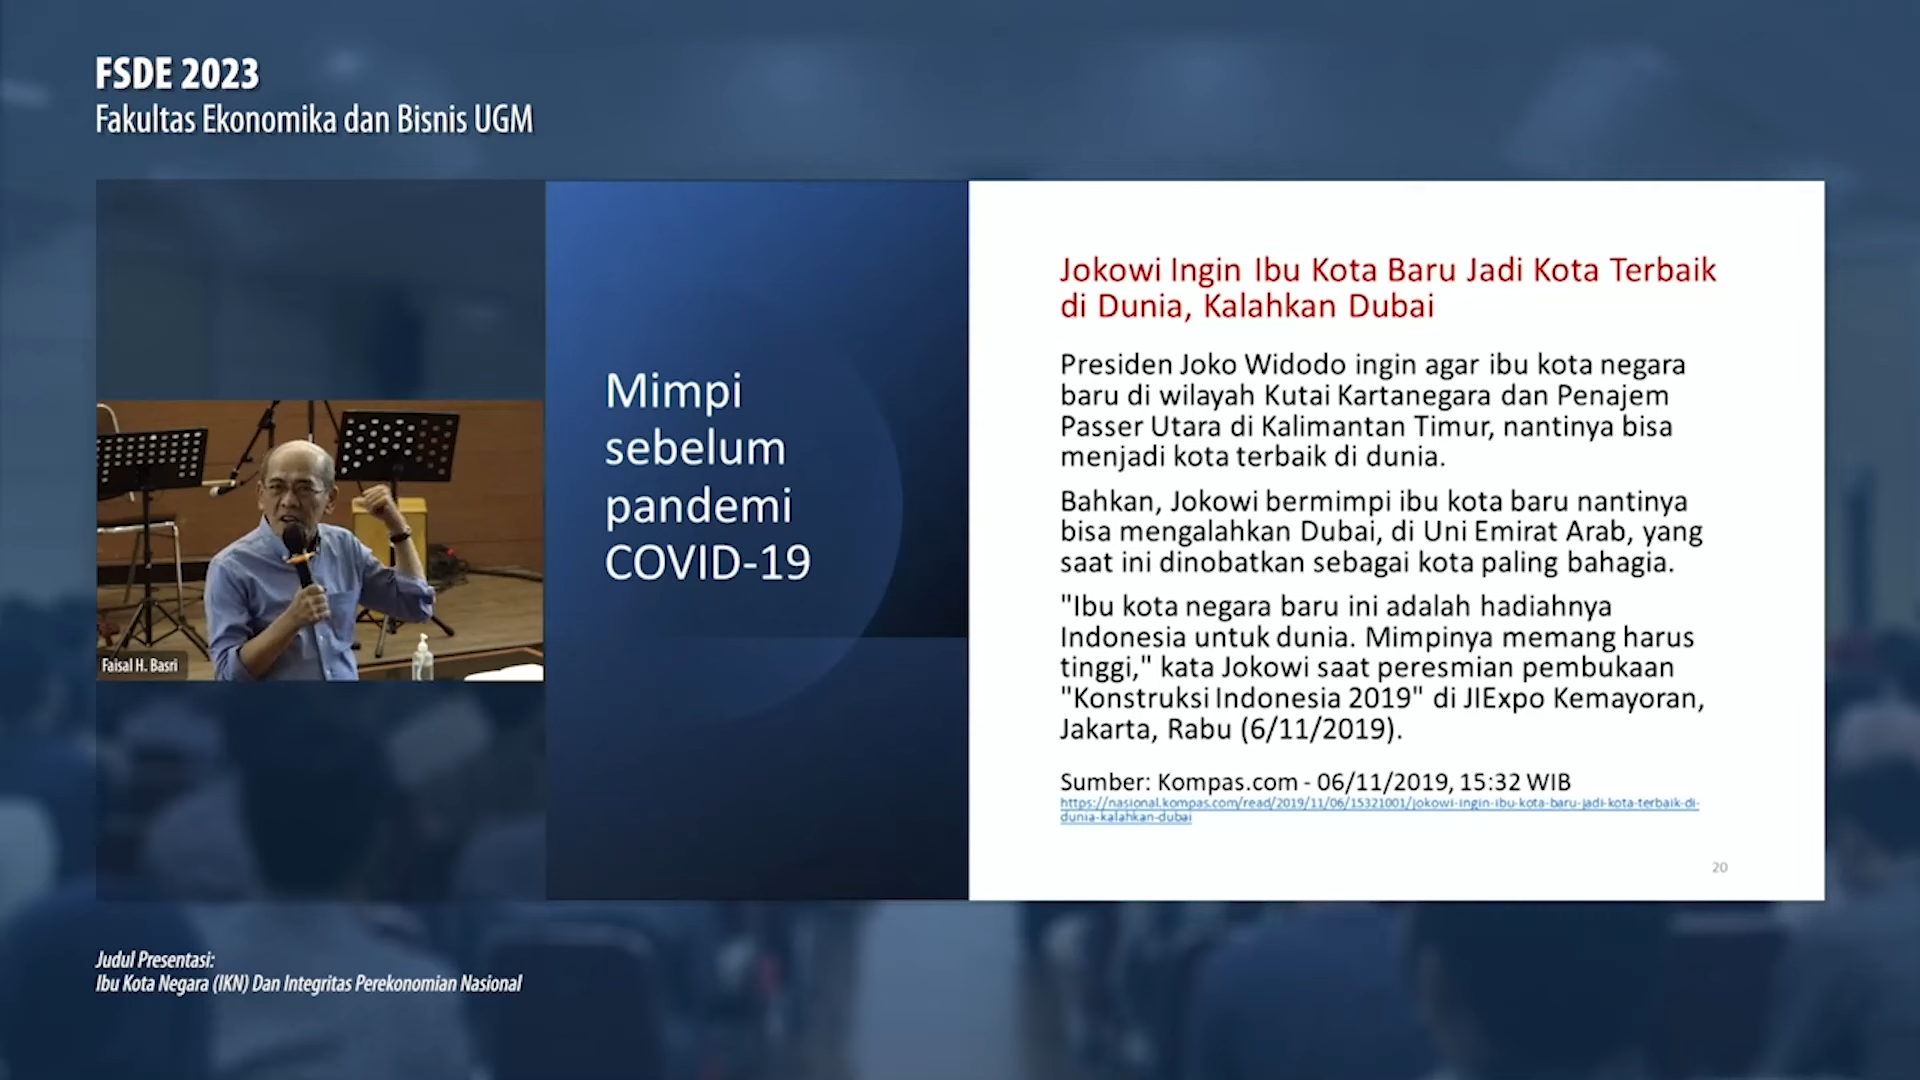 FSDE 2023
Fakultas Ekonomika dan Bisnis UGM
Faisal H. Basri
Mimpi
sebelum
pandemi
COVID-19
Jokowi Ingin Ibu Kota Baru Jadi Kota Terbaik
di Dunia, Kalahkan Dubai
Presiden Joko Widodo ingin agar ibu kota negara
baru di wilayah Kutai Kartanegara dan Penajem
Passer Utara di Kalimantan Timur, nantinya bisa
menjadi kota terbaik di dunia.
Bahkan, Jokowi bermimpi ibu kota baru nantinya
bisa mengalahkan Dubai, di Uni Emirat Arab, yang
saat ini dinobatkan sebagai kota paling bahagia.
"Ibu kota negara baru ini adalah hadiahnya
Indonesia untuk dunia. Mimpinya memang harus
tinggi," kata Jokowi saat peresmian pembukaan
"Konstruksi Indonesia 2019" di JIExpo Kemayoran,
Jakarta, Rabu (6/11/2019).
Sumber: Kompas.com - 06/11/2019, 15:32 WIB
https://nasional.kompas.com/read/2019/11/06/15321001/jokowi-ingin-ibu-kota-baru-jadi-kota-terbaik-di-
dunia-kalahkan-dubai
20
Judul Presentasi:
Ibu Kota Negara (IKN) Dan Integritas Perekonomian Nasional